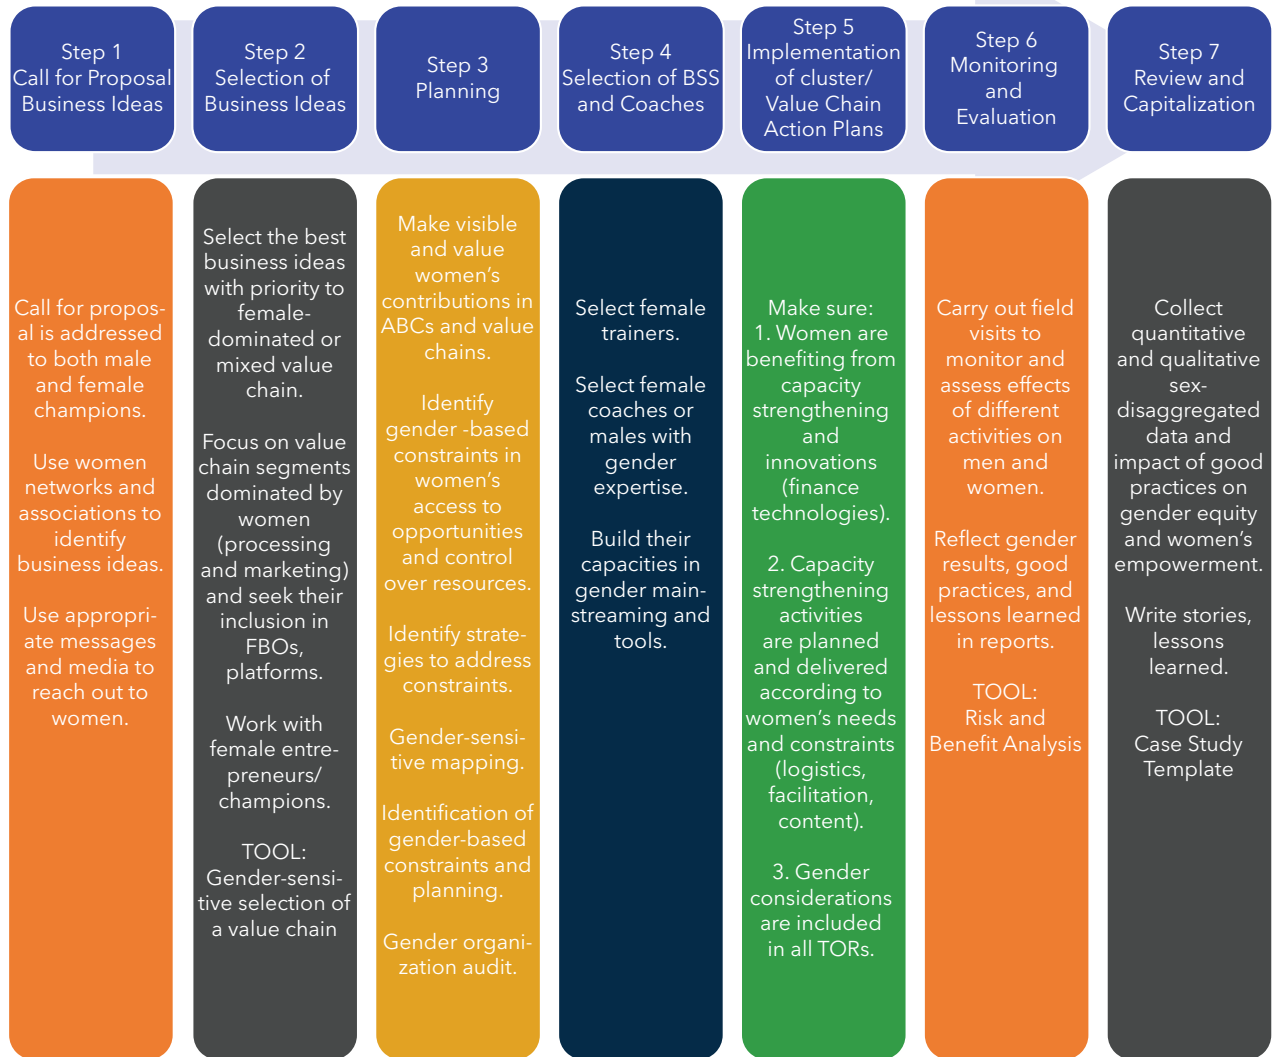 Step 1
Call for Proposal
Business Ideas
Step 2
Selection of
Business Ideas
Step 3
Planning
Step 4
Selection of BSS
and Coaches
Step 5
Implementation
of cluster/
Value Chain
Action Plans
Step 6
Monitoring
and
Evaluation
Step 7
Review and
Capitalization
Call for propos-
al is addressed
to both male
and female
champions.
Use women
networks and
associations to
identify
business ideas.
Use appropri-
ate messages
and media to
reach out to
women.
Select the best
business ideas
with priority to
female-
dominated or
mixed value
chain.
Focus on value
chain segments
dominated by
women
(processing
and marketing)
and seek their
inclusion in
FBOs,
platforms.
Work with
female entre-
preneurs/
champions.
TOOL:
Gender-sensi-
tive selection of
a value chain
Make visible
and value
women's
contributions in
ABCs and value
chains.
Identify
gender -based
constraints in
women's
access to
opportunities
and control
over resources.
Identify strate-
gies to address
constraints.
Gender-sensi-
tive mapping.
Identification of
gender-based
constraints and
planning.
Gender organi-
zation audit.
Select female
trainers.
Select female
coaches or
males with
gender
expertise.
Build their
capacities in
gender main-
streaming and
tools.
Make sure:
1. Women are
benefiting from
capacity
strengthening
and
innovations
(finance
technologies).
2. Capacity
strengthening
activities
are planned
and delivered
according to
women's needs
and constraints
(logistics,
facilitation,
content).
3. Gender
considerations
are included
in all TORs.
Carry out field
visits to
monitor and
assess effects
of different
activities on
men and
women.
Reflect gender
results, good
practices, and
lessons learned
in reports.
TOOL:
Risk and
Benefit Analysis
Collect
quantitative
and qualitative
sex-
disaggregated
data and
impact of good
practices on
gender equity
and women's
empowerment.
Write stories,
lessons
learned.
TOOL:
Case Study
Template